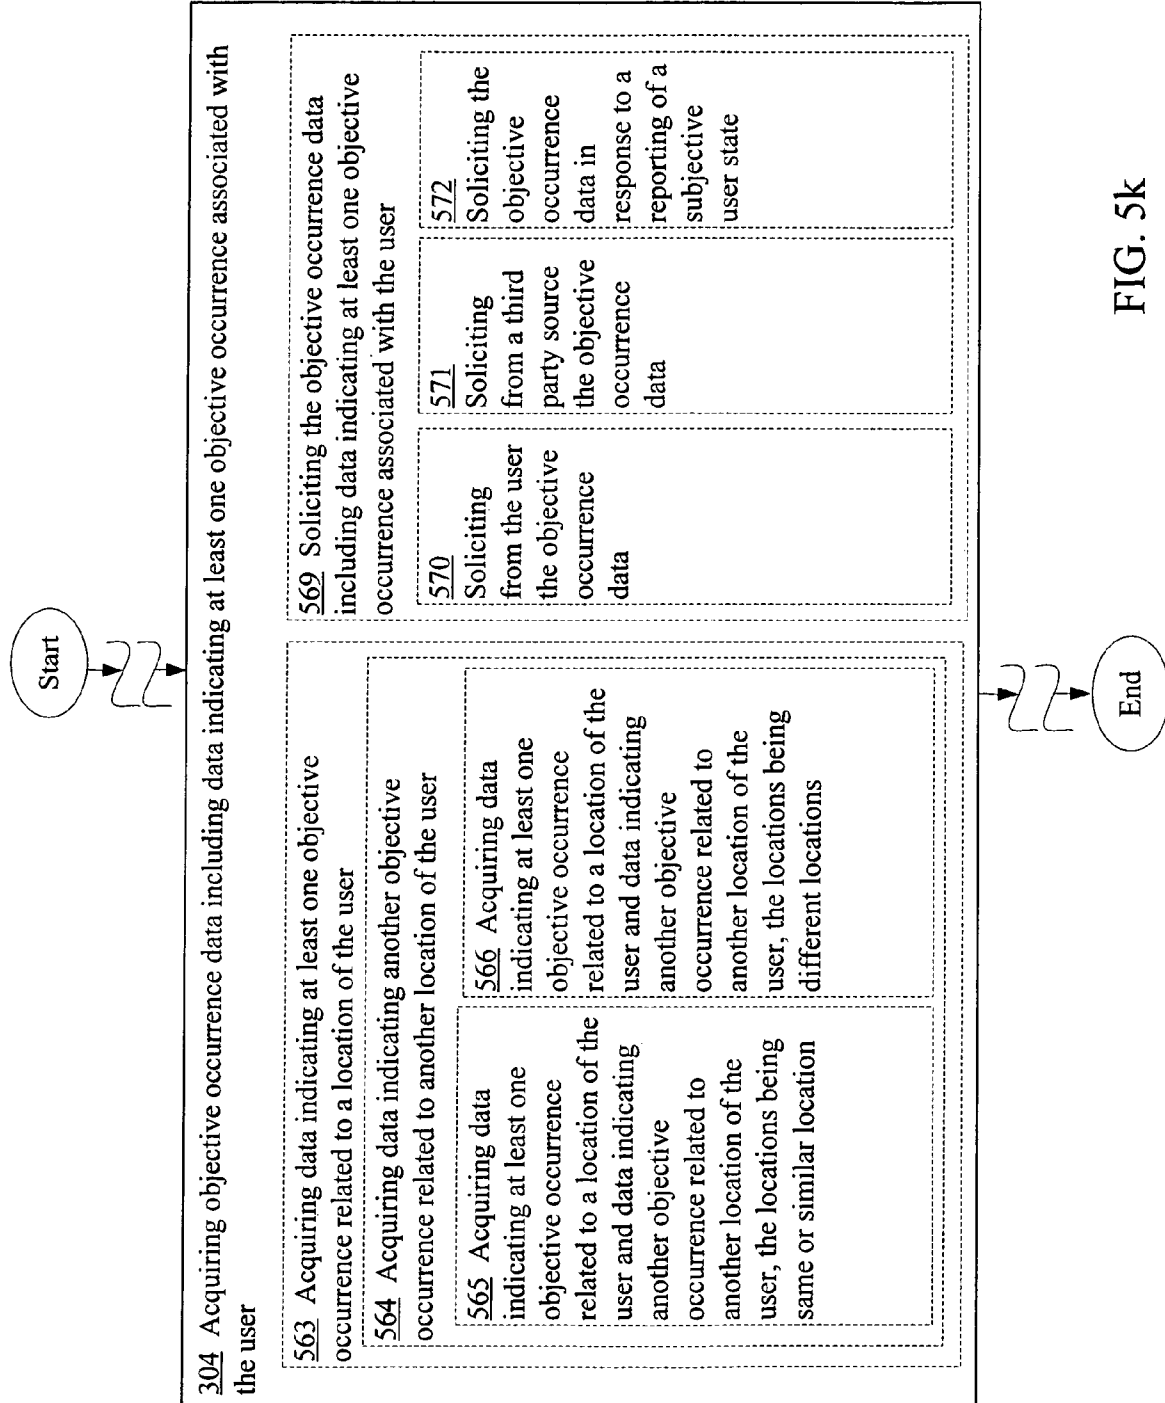 Start
304 Acquiring objective occurrence data including data indicating at least one objective occurrence associated with
the user
563 Acquiring data indicating at least one objective
occurrence related to a location of the user
564 Acquiring data indicating another objective
occurrence related to another location of the user
565 Acquiring data
indicating at least one
objective occurrence
related to a location of the
user and data indicating
another objective
occurrence related to
another location of the
user, the locations being
same or similar location
566 Acquiring data
indicating at least one
objective occurrence
related to a location of the
user and data indicating
another objective
occurrence related to
another location of the
user, the locations being
different locations
569 Soliciting the objective occurrence data
including data indicating at least one objective
occurrence associated with the user
570
Soliciting
from the user
the objective
occurrence
data
571
Soliciting
from a third
party source
the objective
occurrence
data
572
Soliciting the
objective
occurrence
data in
response to a
reporting of a
subjective
user state
End
FIG. 5k